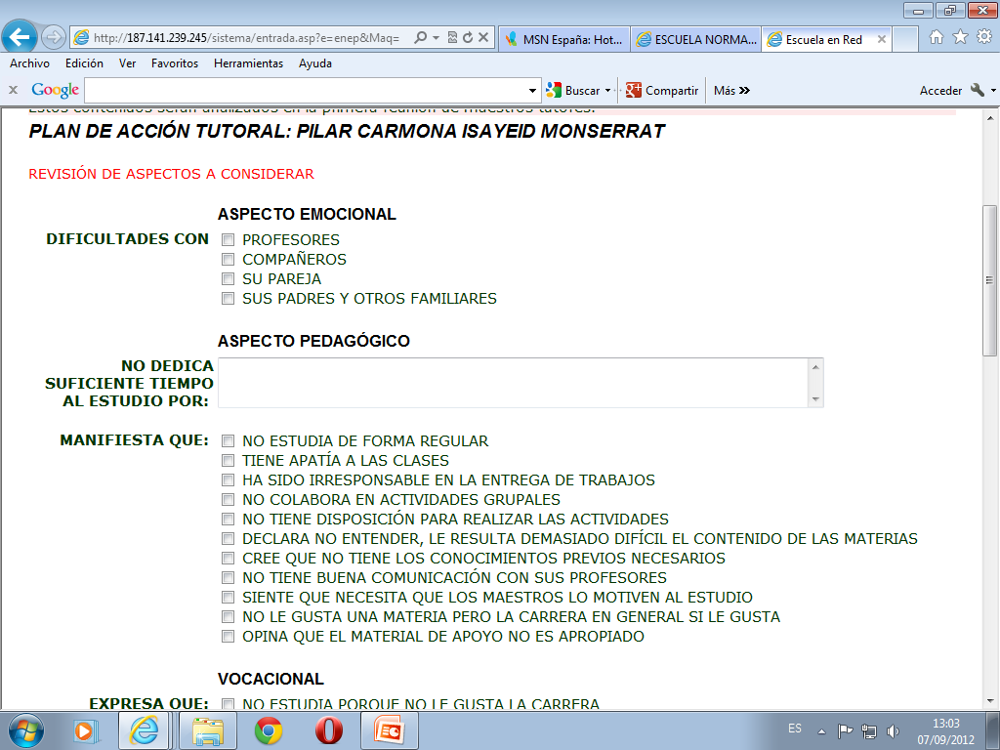 http://187.141.239.245/sistema/entrada.asp?e=enep&Maq=
MSN España: Hot...
ESCUELA NORMA...
Escuela en Red
Archivo Edición Ver Favoritos Herramientas Ayuda
x Google Buscar Compartir Más »» Acceder
Estos contenidos serán analizados en la primera reunión de maestros tutores.
PLAN DE ACCIÓN TUTORAL: PILAR CARMONA ISAYEID MONSERRAT
REVISIÓN DE ASPECTOS A CONSIDERAR
ASPECTO EMOCIONAL
DIFICULTADES CON PROFESORES
COMPAÑEROS
SU PAREJA
SUS PADRES Y OTROS FAMILIARES
ASPECTO PEDAGÓGICO
NO DEDICA
SUFICIENTE TIEMPO
AL ESTUDIO POR:
MANIFIESTA QUE: NO ESTUDIA DE FORMA REGULAR
TIENE APATÍA A LAS CLASES
HA SIDO IRRESPONSABLE EN LA ENTREGA DE TRABAJOS
NO COLABORA EN ACTIVIDADES GRUPALES
NO TIENE DISPOSICIÓN PARA REALIZAR LAS ACTIVIDADES
DECLARA NO ENTENDER, LE RESULTA DEMASIADO DIFÍCIL EL CONTENIDO DE LAS MATERIAS
CREE QUE NO TIENE LOS CONOCIMIENTOS PREVIOS NECESARIOS
NO TIENE BUENA COMUNICACIÓN CON SUS PROFESORES
SIENTE QUE NECESITA QUE LOS MAESTROS LO MOTIVEN AL ESTUDIO
NO LE GUSTA UNA MATERIA PERO LA CARRERA EN GENERAL SI LE GUSTA
OPINA QUE EL MATERIAL DE APOYO NO ES APROPIADO
VOCACIONAL
EXPRESA QUE: NO ESTUDIA PORQUE NO LE GUSTA LA CARRERA
ES
13:03
07/09/2012